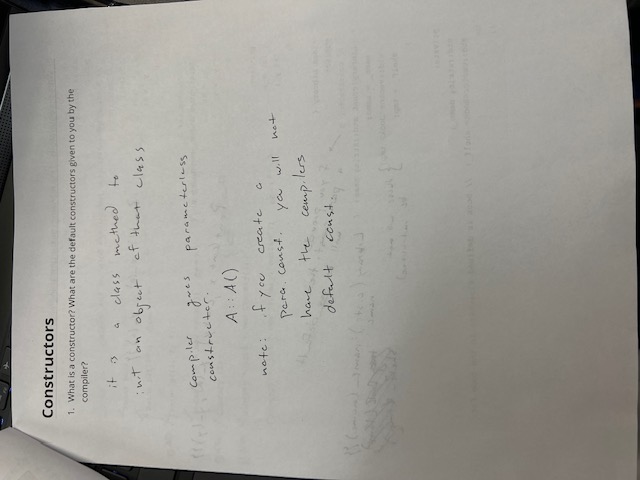 Constructors
1. What is a constructor? What are the default constructors given to you by the
compiler?
it is a class method to
init an object of that class
compiler gives parameterless
constructor.
A::A()
note: if you create a
para. const. you will not
have the compilers
default const.